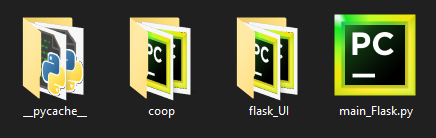 PC
PC
PC
__pycache__
coop
flask_UI
main_Flask.py